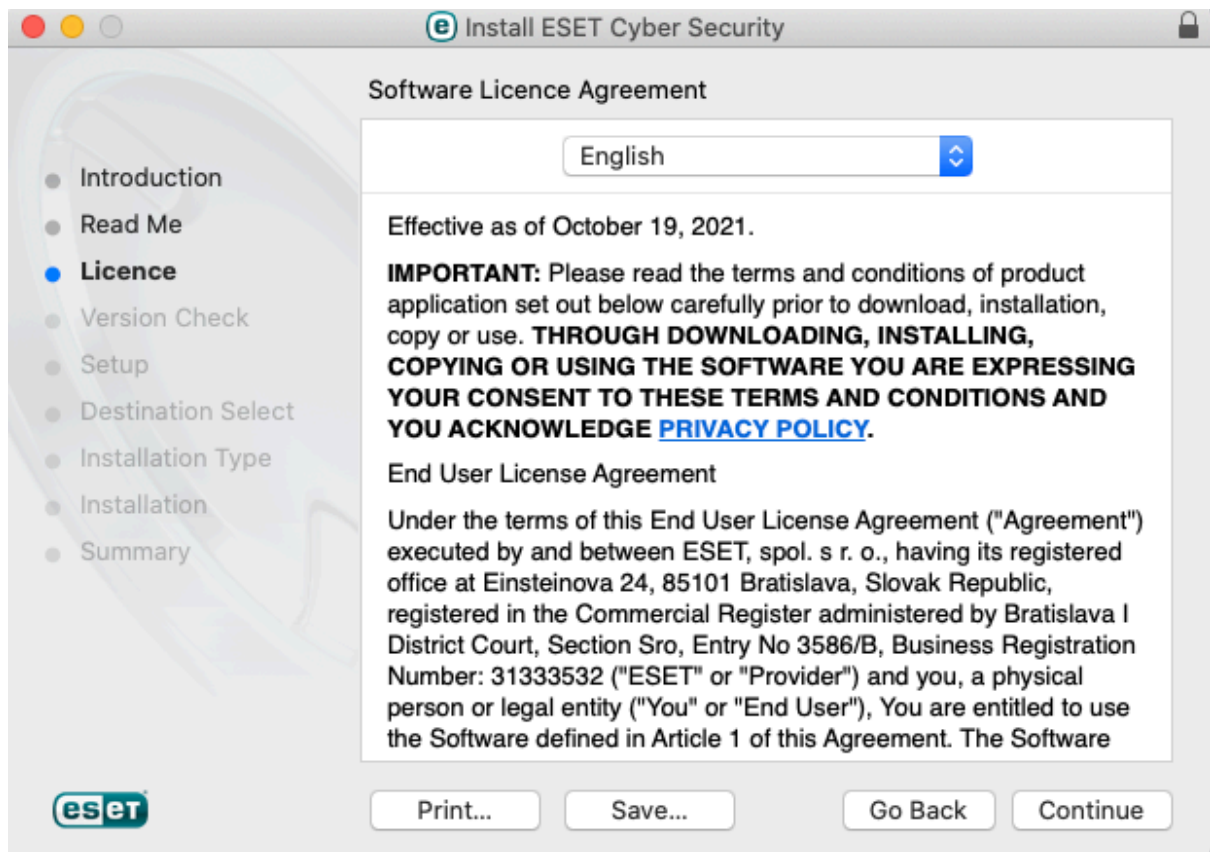 Install ESET Cyber Security
Software Licence Agreement
Introduction
Read Me
Licence
Version Check
Setup
Destination Select
Installation Type
Installation
Summary
English
Effective as of October 19, 2021.
IMPORTANT: Please read the terms and conditions of product
application set out below carefully prior to download, installation,
copy or use. THROUGH DOWNLOADING, INSTALLING,
COPYING OR USING THE SOFTWARE YOU ARE EXPRESSING
YOUR CONSENT TO THESE TERMS AND CONDITIONS AND
YOU ACKNOWLEDGE PRIVACY POLICY.
End User License Agreement
Under the terms of this End User License Agreement ("Agreement")
executed by and between ESET, spol. s r. o., having its registered
office at Einsteinova 24, 85101 Bratislava, Slovak Republic,
registered in the Commercial Register administered by Bratislava I
District Court, Section Sro, Entry No 3586/B, Business Registration
Number: 31333532 ("ESET" or "Provider") and you, a physical
person or legal entity ("You" or "End User"), You are entitled to use
the Software defined in Article 1 of this Agreement. The Software
eset
Print...
Save...
Go Back
Continue